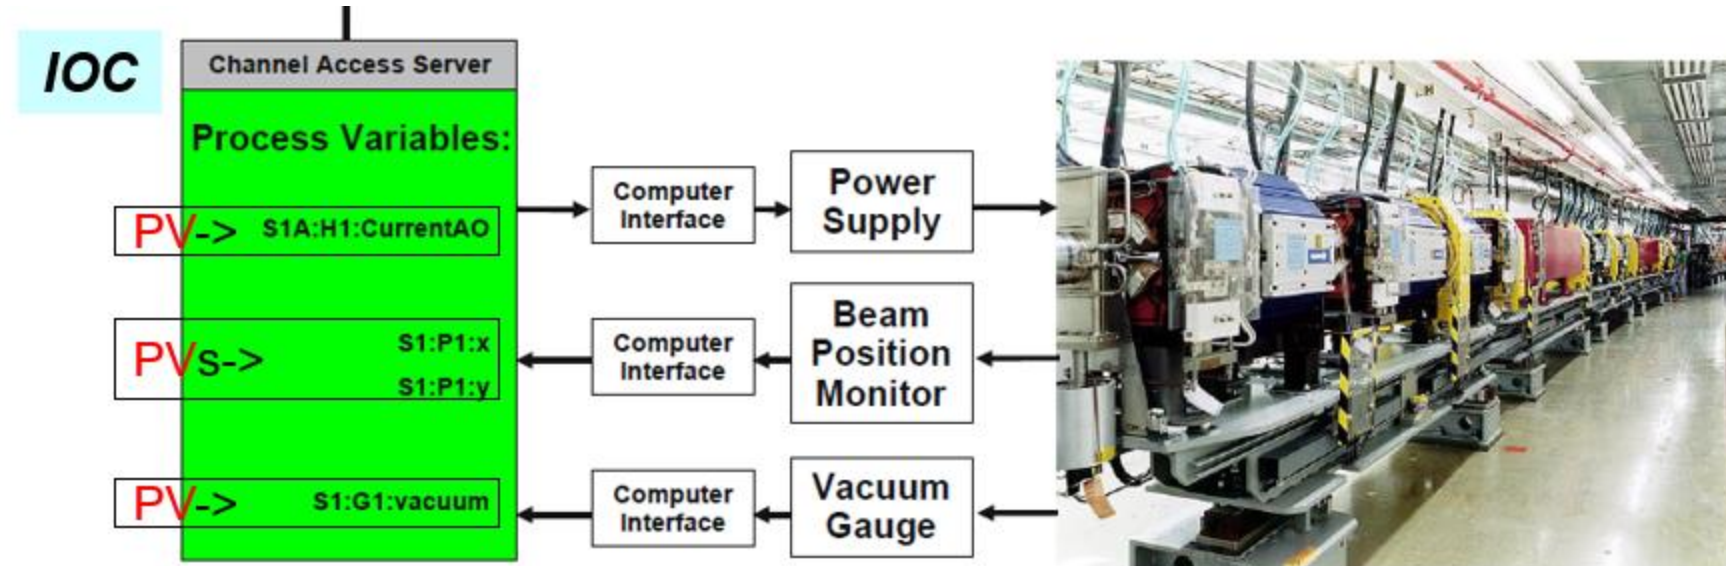 IOC
Channel Access Server
Process Variables:
PV-> S1A:H1:CurrentAO
Computer
Interface
Power
Supply
PVs->
S1:P1:x
S1:P1:y
Computer
Interface
Beam
Position
Monitor
PV-> S1:G1:vacuum
Computer
Interface
Vacuum
Gauge